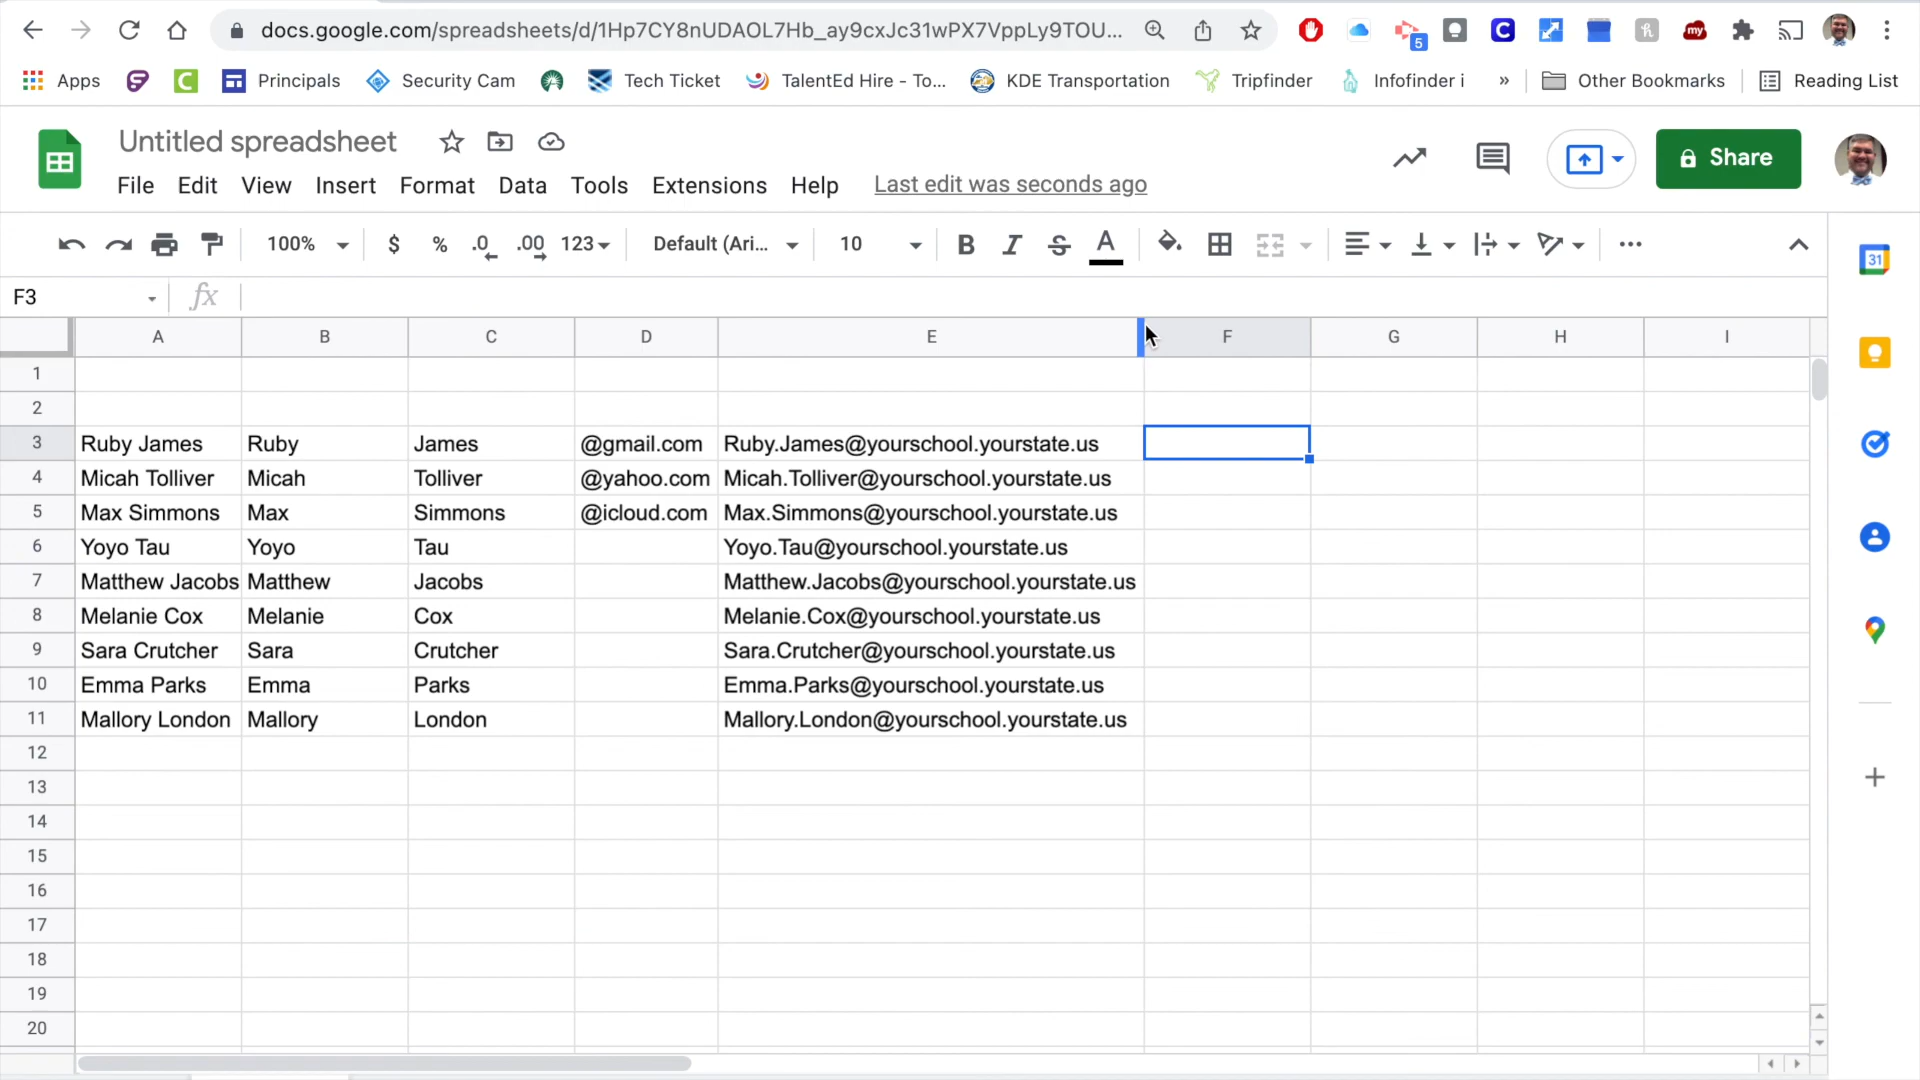 docs.google.com/spreadsheets/d/1Hp7CY8nUDAOL7Hb_ay9cxJc31wPX7VppLy9TOU...
5
Apps Principals Security Cam Tech Ticket TalentEd Hire - To... KDE Transportation Tripfinder Infofinder i » Other Bookmarks Reading List
Untitled spreadsheet
Share
File Edit View Insert Format Data Tools Extensions Help Last edit was seconds ago
100% $ % .0 .00 123 Default (Ari... 10 B I S A ...
31
F3 fx
A B C D E F G H I
1
2
3 Ruby James Ruby James @gmail.com Ruby.James@yourschool.yourstate.us
4 Micah Tolliver Micah Tolliver @yahoo.com Micah.Tolliver@yourschool.yourstate.us
5 Max Simmons Max Simmons @icloud.com Max.Simmons@yourschool.yourstate.us
6 Yoyo Tau Yoyo Tau Yoyo.Tau@yourschool.yourstate.us
7 Matthew Jacobs Matthew Jacobs Matthew.Jacobs@yourschool.yourstate.us
8 Melanie Cox Melanie Cox Melanie.Cox@yourschool.yourstate.us
9 Sara Crutcher Sara Crutcher Sara.Crutcher@yourschool.yourstate.us
10 Emma Parks Emma Parks Emma.Parks@yourschool.yourstate.us
11 Mallory London Mallory London Mallory.London@yourschool.yourstate.us
12
13
14
15
16
17
18
19
20